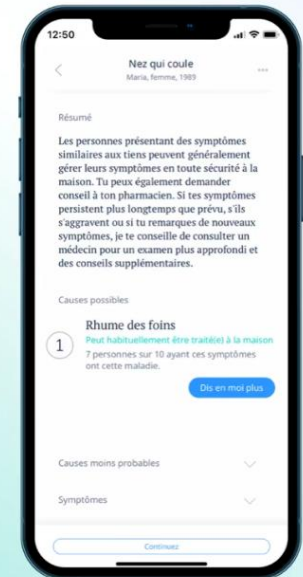 12:50
Nez qui coule
Maria, femme, 1989
Résumé
Les personnes présentant des symptômes
similaires aux tiens peuvent généralement
gérer leurs symptômes en toute sécurité à la
maison. Tu peux également demander
conseil à ton pharmacien. Si tes symptômes
persistent plus longtemps que prévu, s'ils
s'aggravent ou si tu remarques de nouveaux
symptômes, je te conseille de consulter un
médecin pour un examen plus approfondi et
des conseils supplémentaires.
Causes possibles
Rhume des foins
1
Peut habituellement être traité(e) à la maison
7 personnes sur 10 ayant ces symptômes
ont cette maladie.
Dis en moi plus
Causes moins probables
Symptômes
Continuez